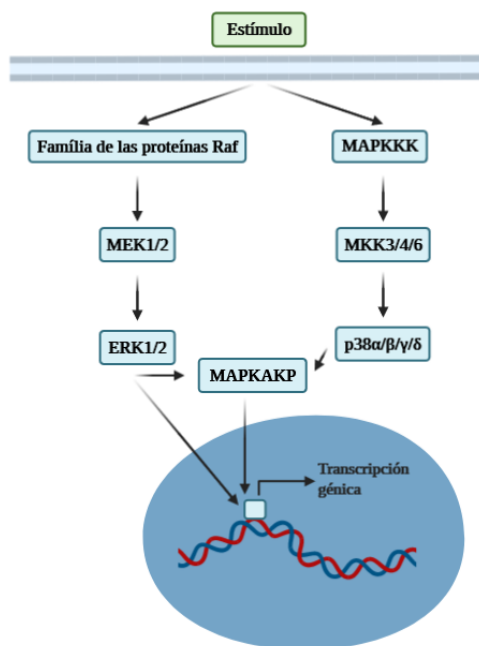 Estímulo
Família de las proteínas Raf
MAPKKK
MEK1/2
MKK3/4/6
ERK1/2
p38α/β/γ/δ
MAPKAKP
Transcripción
génica